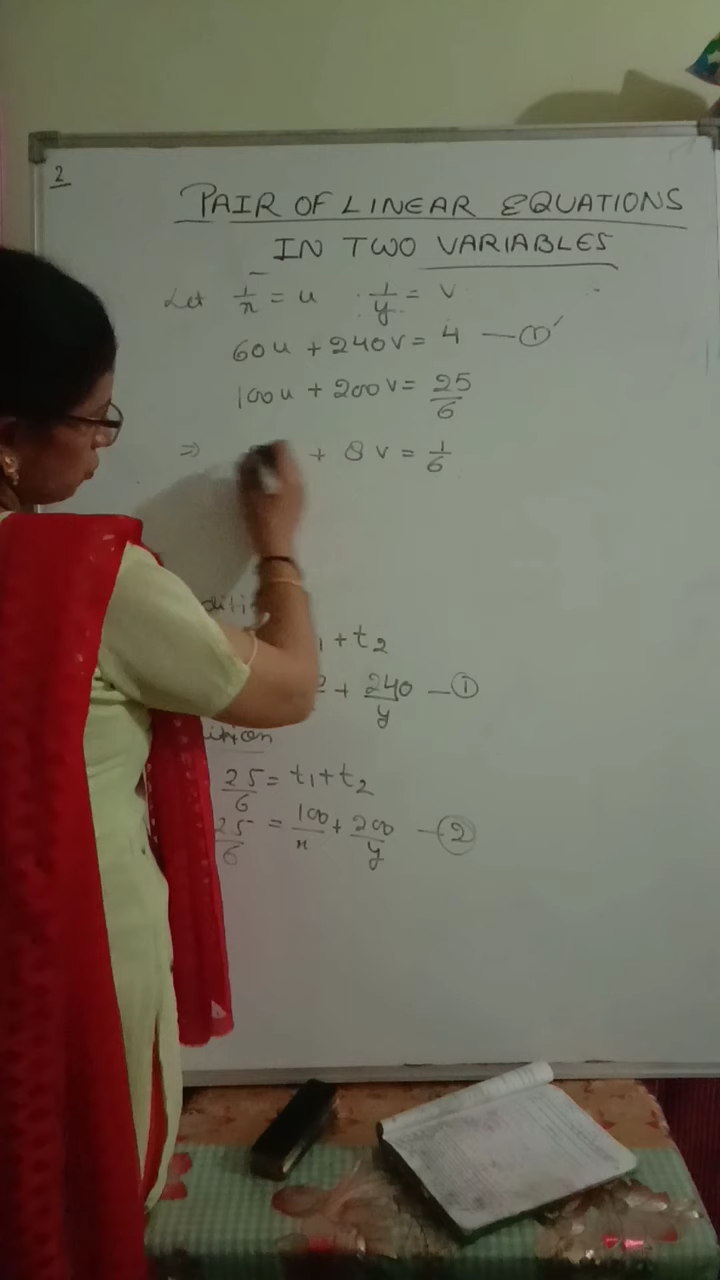 2
PAIR OF LINEAR EQUATIONS
IN TWO VARIABLES
Let 1/x = u 1/y = v
60u + 240v = 4 — ①'
100u + 200v = 25/6
⇒ + 8v = 1/6
+ t2
+ 240/y — ①
25/6 = t1 + t2
25/6 = 100/x + 200/y — ②